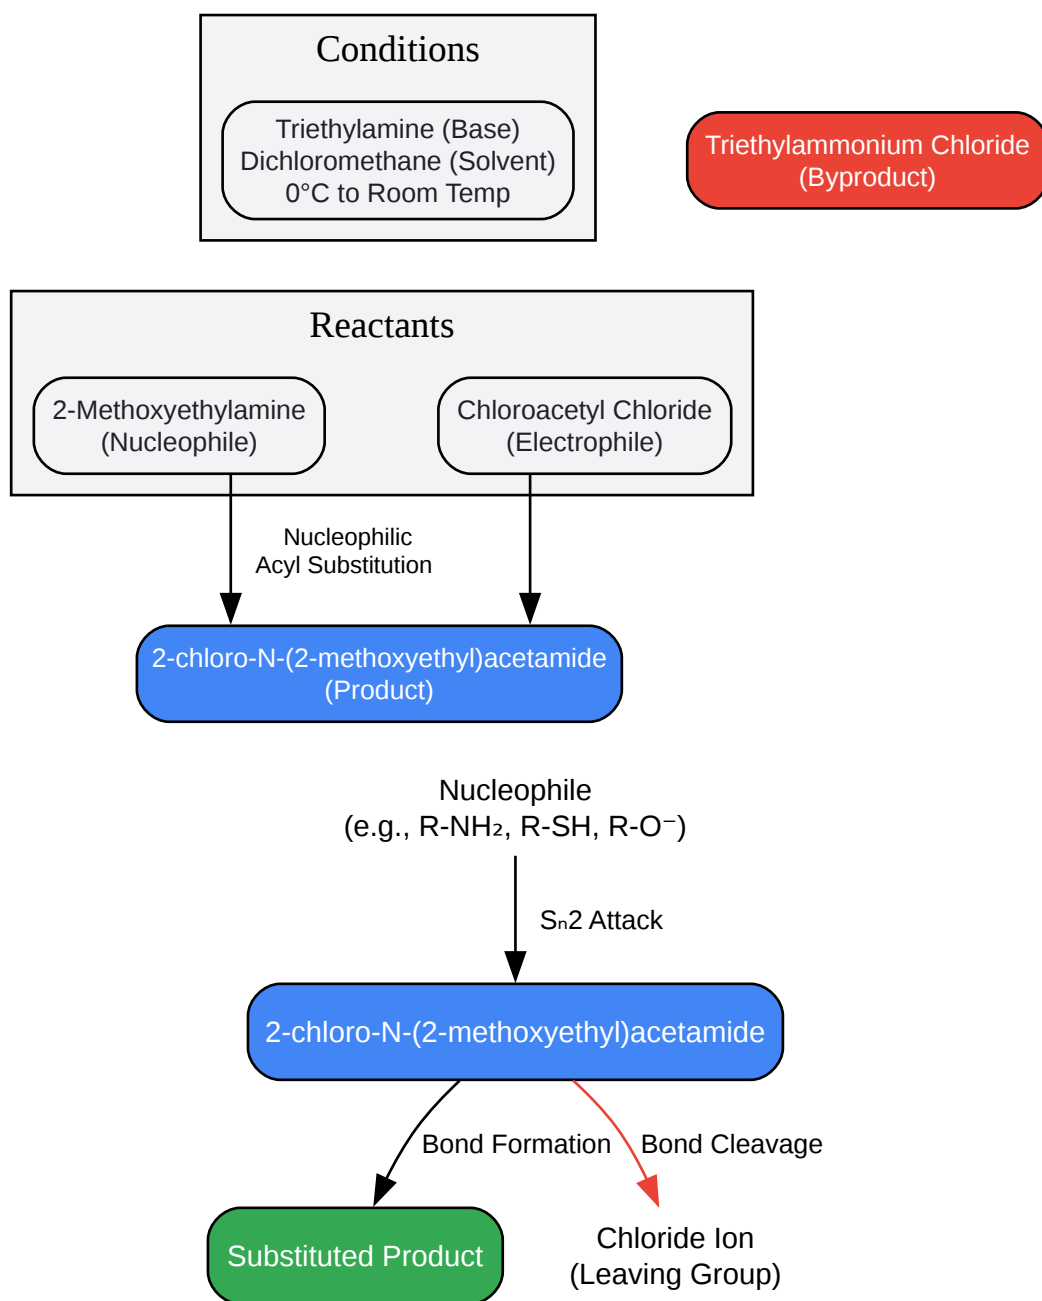 Conditions
Triethylamine (Base)
Dichloromethane (Solvent)
0°C to Room Temp
Triethylammonium Chloride
(Byproduct)
Reactants
2-Methoxyethylamine
(Nucleophile)
Chloroacetyl Chloride
(Electrophile)
Nucleophilic
Acyl Substitution
2-chloro-N-(2-methoxyethyl)acetamide
(Product)
Nucleophile
(e.g., R-NH₂, R-SH, R-O⁻)
Sₙ2 Attack
2-chloro-N-(2-methoxyethyl)acetamide
Bond Formation
Bond Cleavage
Substituted Product
Chloride Ion
(Leaving Group)